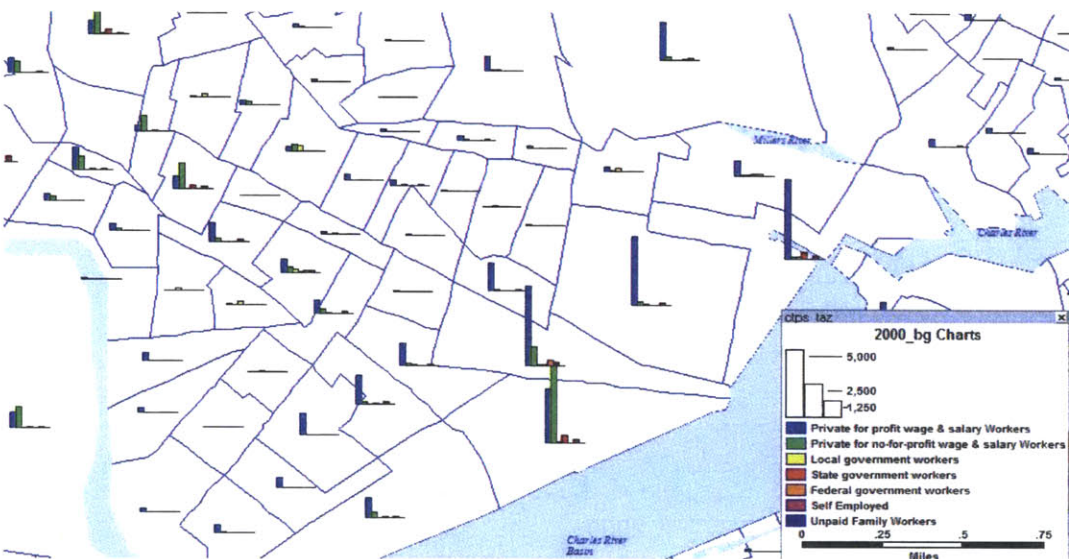 Millers River
Charles River
ctps_taz
2000_bg Charts
5,000
2,500
1,250
Private for profit wage & salary Workers
Private for no-for-profit wage & salary Workers
Local government workers
State government workers
Federal government workers
Self Employed
Unpaid Family Workers
0 .25 .5 .75
Miles
Charles River
Basin